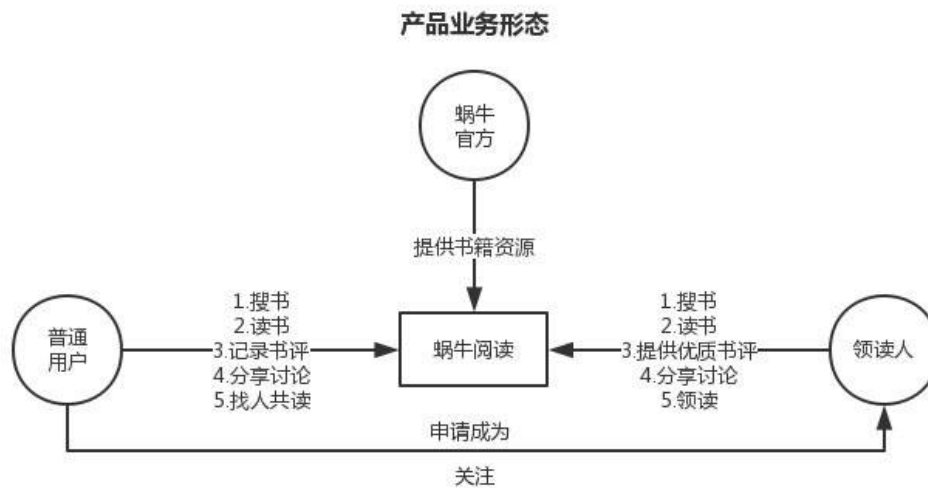 产品业务形态
蜗牛
官方
提供书籍资源
普通
用户
1.搜书
2.读书
3.记录书评
4.分享讨论
5.找人共读
蜗牛阅读
1.搜书
2.读书
3.提供优质书评
4.分享讨论
5.领读
领读人
申请成为
关注